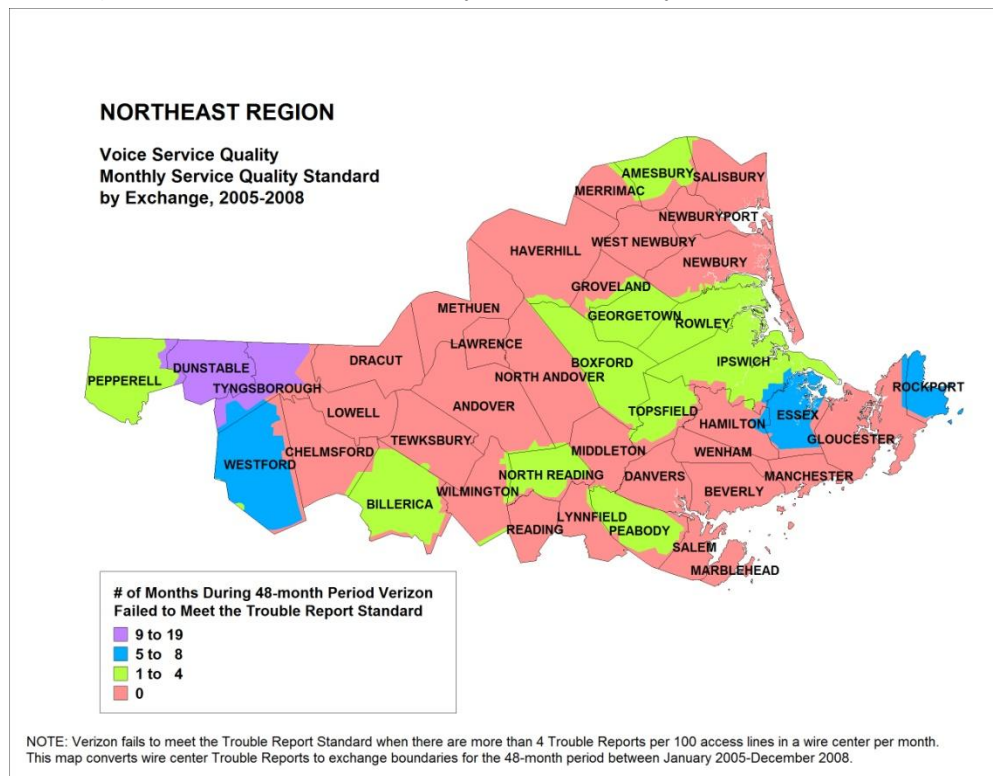 NORTHEAST REGION
Voice Service Quality
Monthly Service Quality Standard
by Exchange, 2005-2008
AMESBURY
SALISBURY
MERRIMAC
NEWBURYPORT
WEST NEWBURY
HAVERHILL
NEWBURY
GROVELAND
METHUEN
GEORGETOWN
ROWLEY
LAWRENCE
DRACUT
BOXFORD
IPSWICH
DUNSTABLE
PEPPERELL
TYNGSBOROUGH
NORTH ANDOVER
ROCKPORT
ANDOVER
LOWELL
TOPSFIELD
ESSEX
HAMILTON
GLOUCESTER
TEWKSBURY
CHELMSFORD
MIDDLETON
WENHAM
WESTFORD
NORTH READING
DANVERS
MANCHESTER
WILMINGTON
BEVERLY
BILLERICA
LYNNFIELD
READING
PEABODY
SALEM
MARBLEHEAD
# of Months During 48-month Period Verizon
Failed to Meet the Trouble Report Standard
9 to 19
5 to 8
1 to 4
0
NOTE: Verizon fails to meet the Trouble Report Standard when there are more than 4 Trouble Reports per 100 access lines in a wire center per month.
This map converts wire center Trouble Reports to exchange boundaries for the 48-month period between January 2005-December 2008.